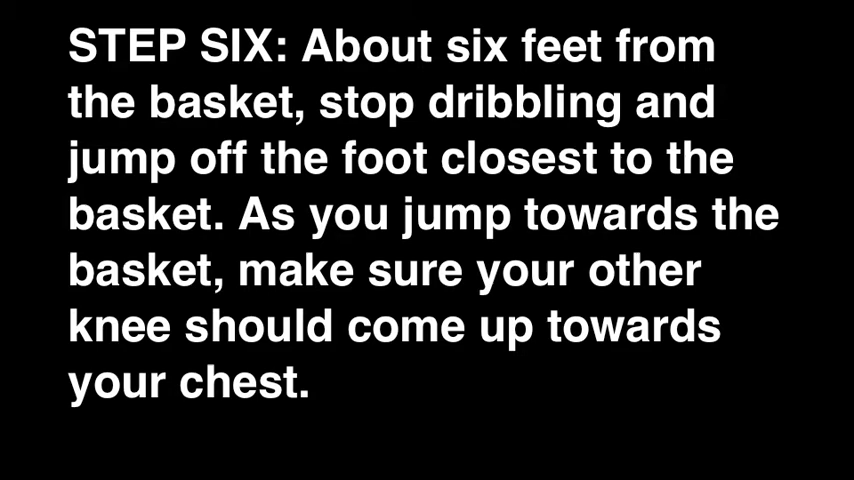 STEP SIX: About six feet from
the basket, stop dribbling and
jump off the foot closest to the
basket. As you jump towards the
basket, make sure your other
knee should come up towards
your chest.